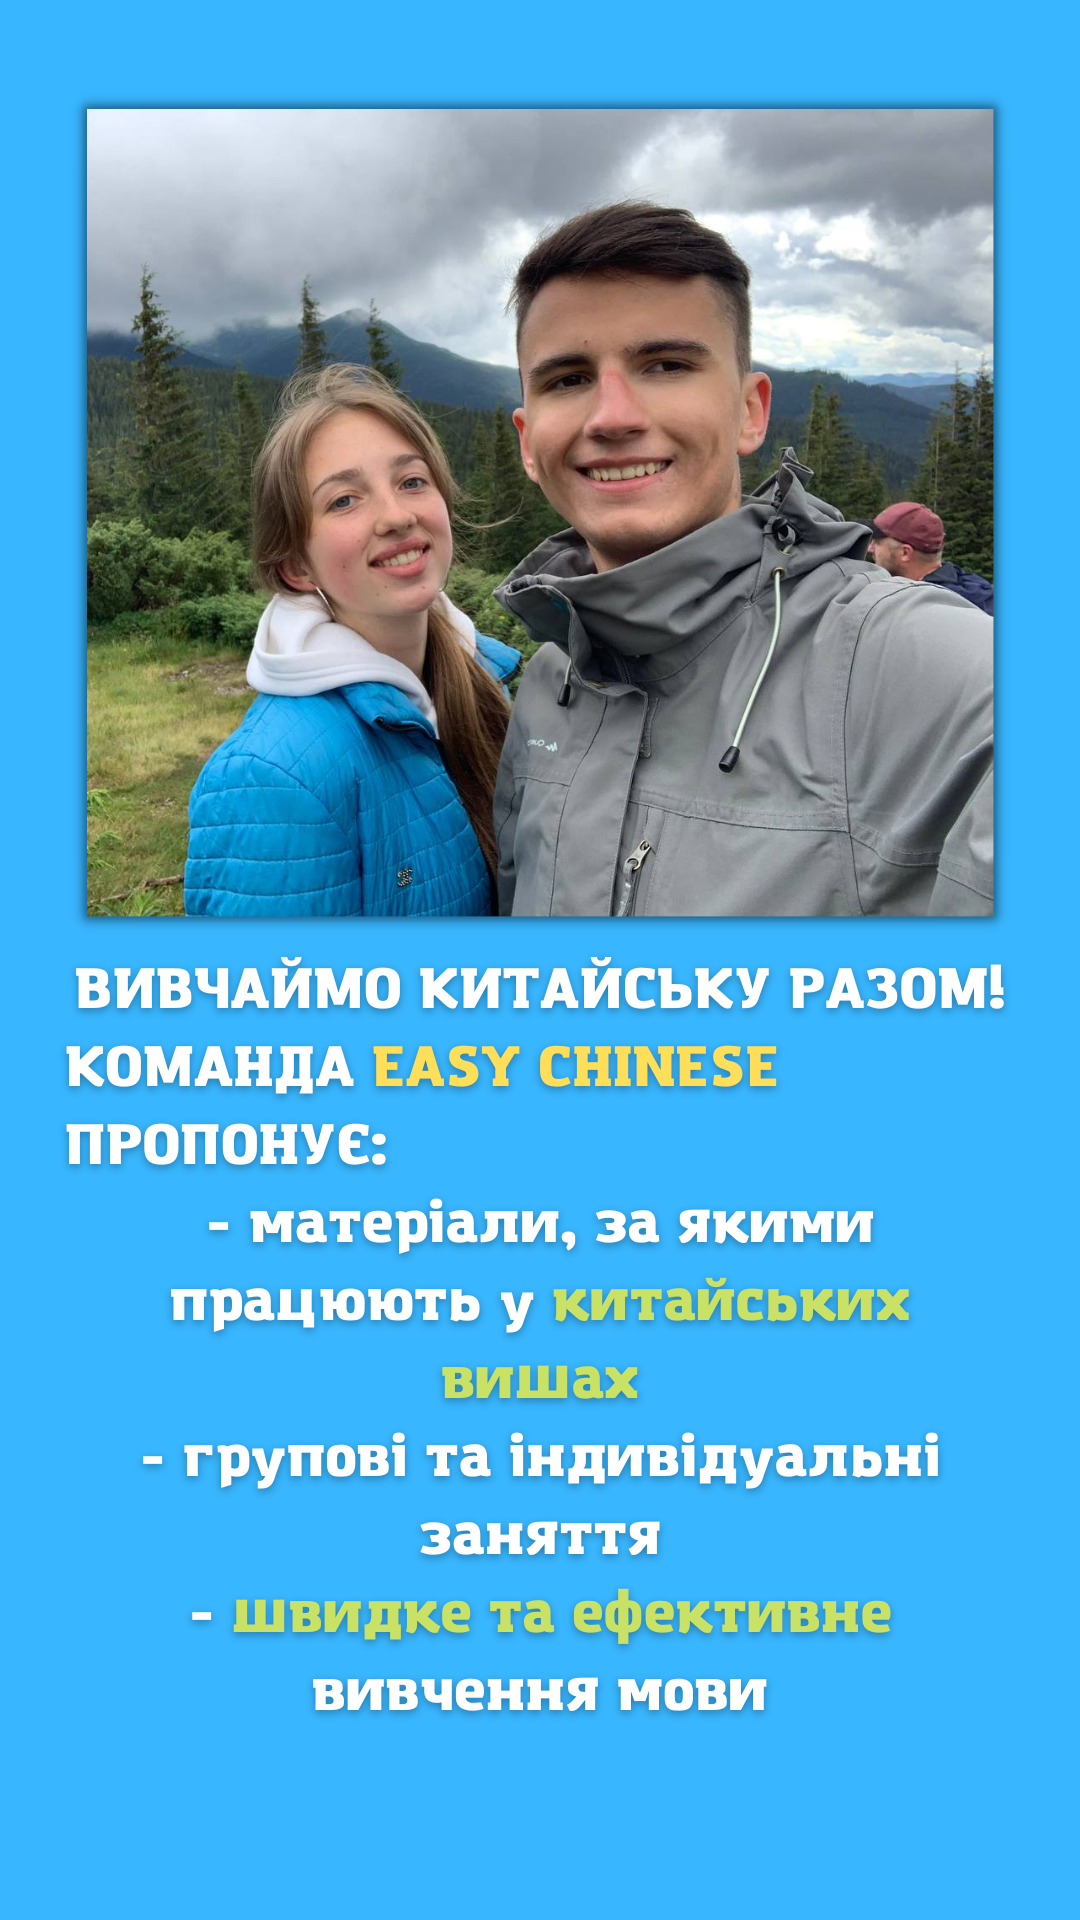 ВИВЧАЙМО КИТАЙСЬКУ РАЗОМ!
КОМАНДА EASY CHINESE
ПРОПОНУЄ:
- матеріали, за якими
працюють у китайських
вишах
- групові та індивідуальні
заняття
- швидке та ефективне
вивчення мови